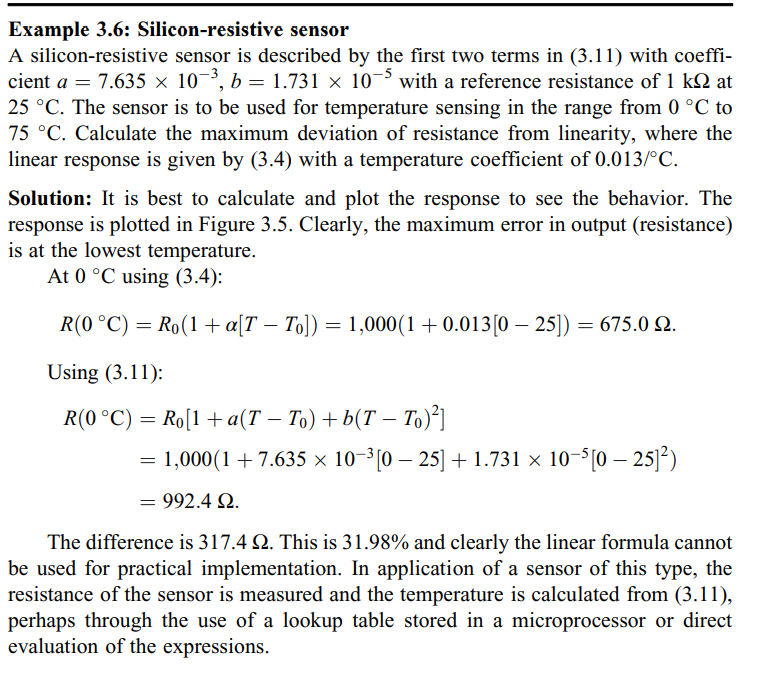 Example 3.6: Silicon-resistive sensor
A silicon-resistive sensor is described by the first two terms in (3.11) with coeffi-
cient a = 7.635 × 10⁻³, b = 1.731 × 10⁻⁵ with a reference resistance of 1 kΩ at
25 °C. The sensor is to be used for temperature sensing in the range from 0 °C to
75 °C. Calculate the maximum deviation of resistance from linearity, where the
linear response is given by (3.4) with a temperature coefficient of 0.013/°C.
Solution: It is best to calculate and plot the response to see the behavior. The
response is plotted in Figure 3.5. Clearly, the maximum error in output (resistance)
is at the lowest temperature.
At 0 °C using (3.4):
R(0 °C) = R₀(1 + α[T − T₀]) = 1,000(1 + 0.013[0 − 25]) = 675.0 Ω.
Using (3.11):
R(0 °C) = R₀[1 + a(T − T₀) + b(T − T₀)²]
= 1,000(1 + 7.635 × 10⁻³[0 − 25] + 1.731 × 10⁻⁵[0 − 25]²)
= 992.4 Ω.
The difference is 317.4 Ω. This is 31.98% and clearly the linear formula cannot
be used for practical implementation. In application of a sensor of this type, the
resistance of the sensor is measured and the temperature is calculated from (3.11),
perhaps through the use of a lookup table stored in a microprocessor or direct
evaluation of the expressions.